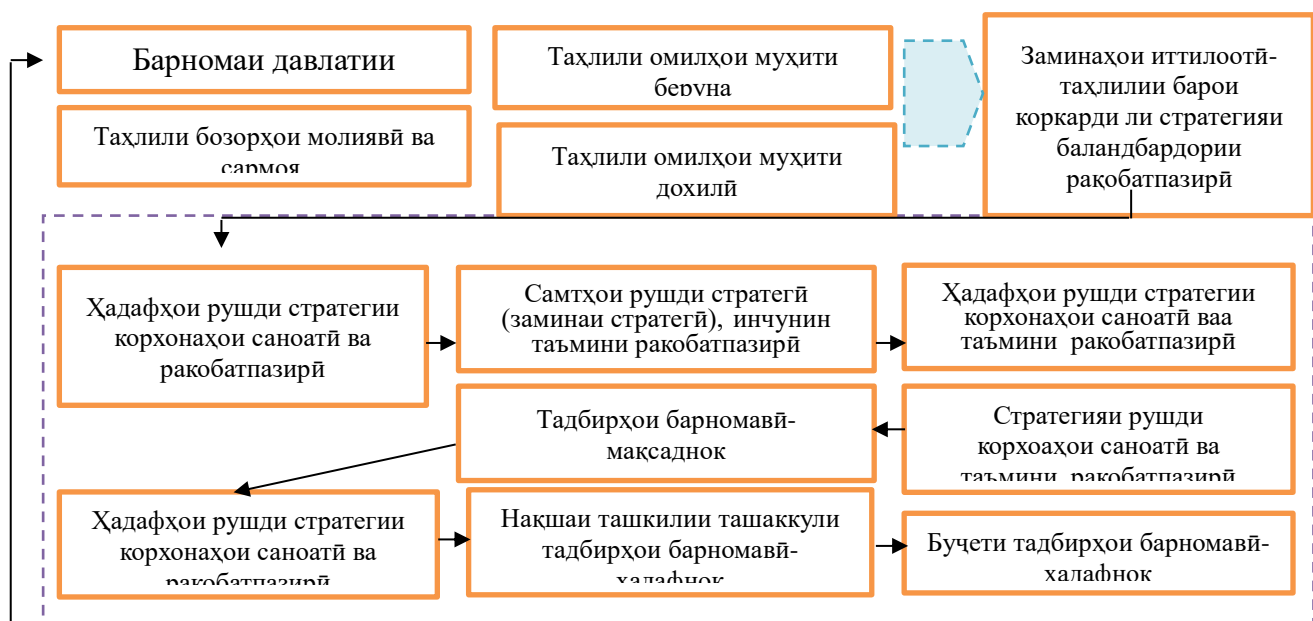 Барномаи давлатии
Таҳлили омилҳои муҳити
беруна
Заминаҳои иттилоотӣ-
таҳлилии барои
коркарди ли стратегияи
баландбардории
рақобатпазирӣ
Таҳлили бозорҳои молиявӣ ва
сармоя
Таҳлили омилҳои муҳити
дохилӣ
Ҳадафҳои рушди стратегии
корхонаҳои саноатӣ ва
ракобатпазирӣ
Самтҳои рушди стратегӣ
(заминаи стратегӣ), инчунин
таъмини ракобатпазирӣ
Ҳадафҳои рушди стратегии
корхонаҳои саноатӣ ваа
таъмини ракобатпазирӣ
Тадбирҳои барномавӣ-
мақсаднок
Стратегияи рушди
корхоаҳои саноатӣ ва
таъмини ракобатпазирӣ
Ҳадафҳои рушди стратегии
корхонаҳои саноатӣ ва
ракобатпазирӣ
Нақшаи ташкилии ташаккули
тадбирҳои барномавӣ-
ҳадафнок
Буҷети тадбирҳои барномавӣ-
ҳадафнок